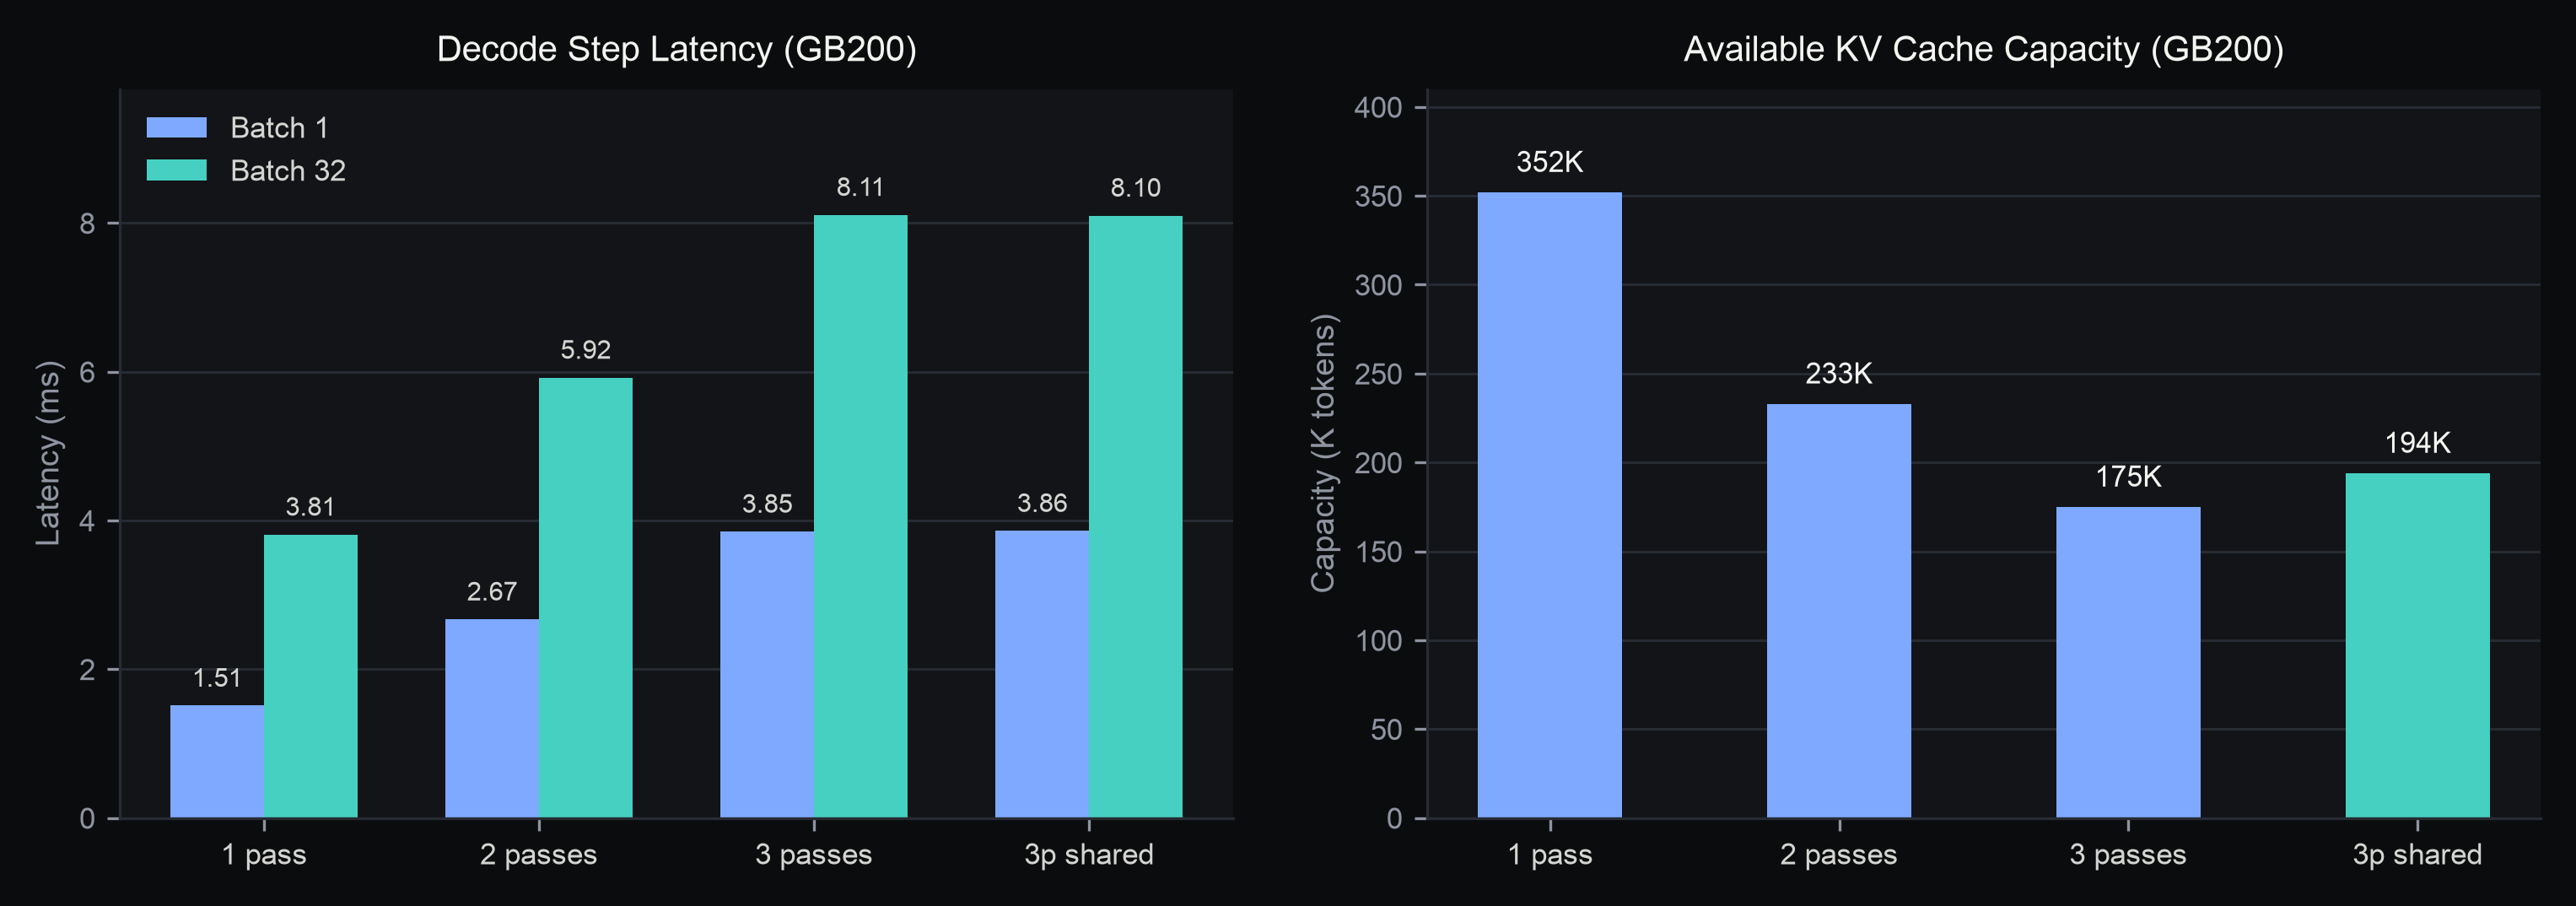 Decode Step Latency (GB200)
Batch 1
Batch 32
Latency (ms)
8
6
4
2
0
1.51
3.81
2.67
5.92
3.85
8.11
3.86
8.10
1 pass
2 passes
3 passes
3p shared
Available KV Cache Capacity (GB200)
Capacity (K tokens)
400
350
300
250
200
150
100
50
0
352K
233K
175K
194K
1 pass
2 passes
3 passes
3p shared